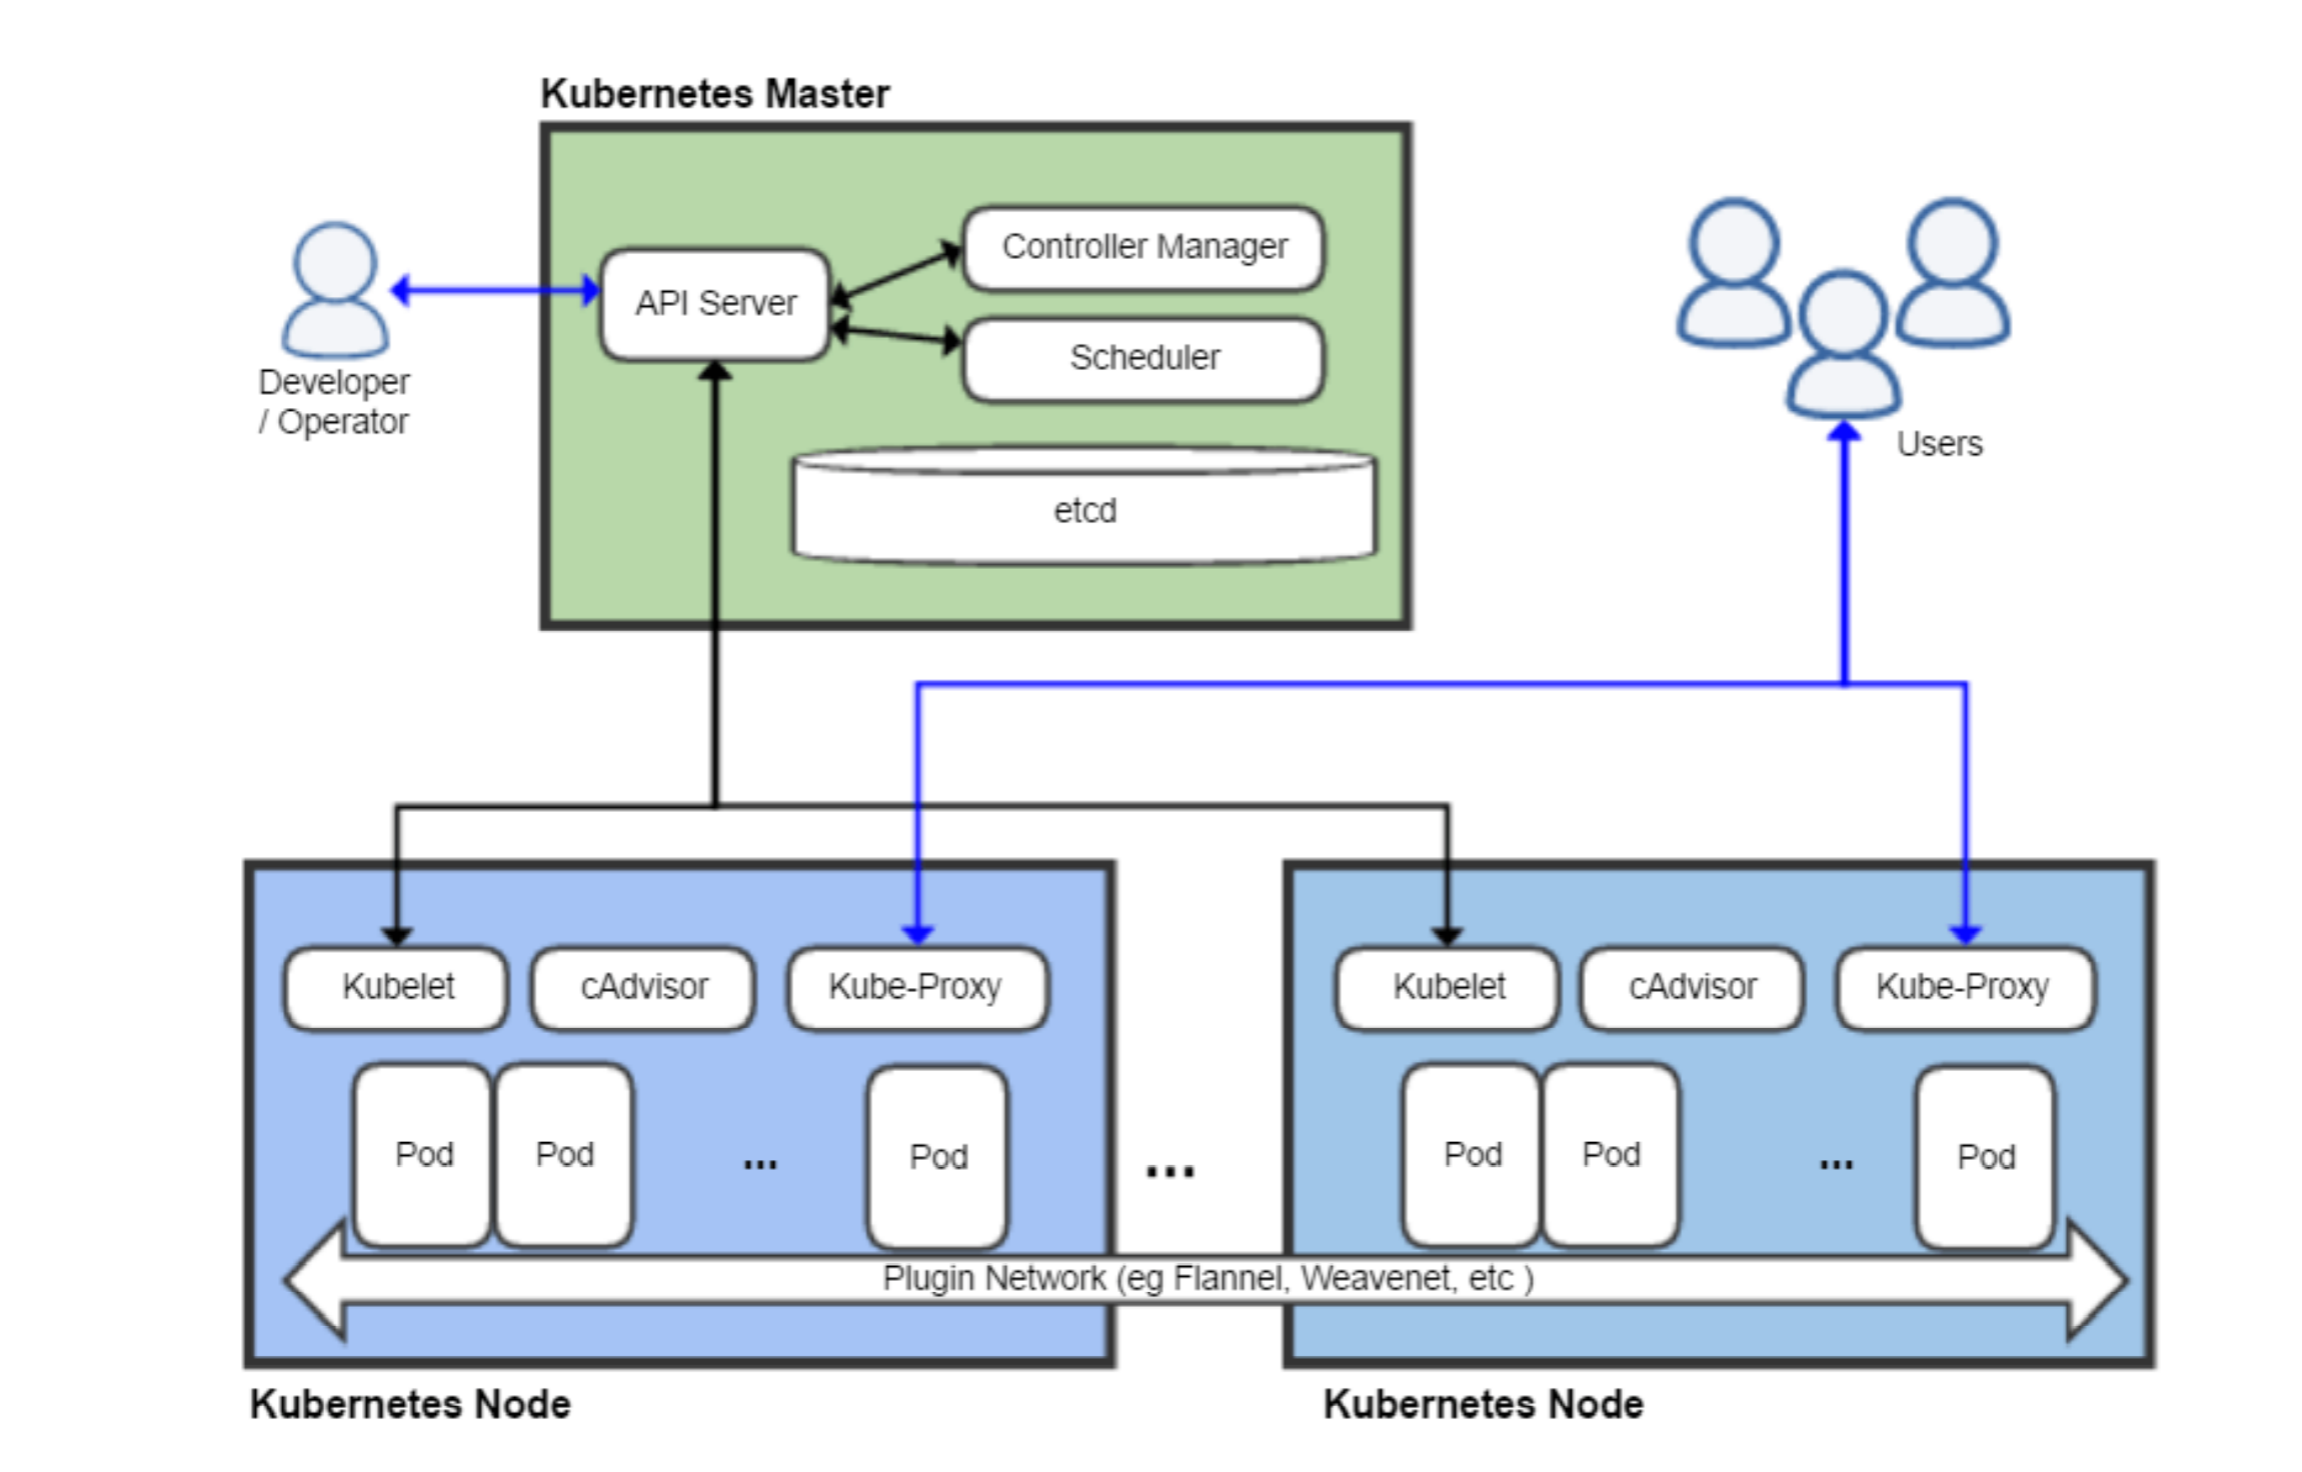 Kubernetes Master
Controller Manager
API Server
Scheduler
Developer
/ Operator
Users
etcd
Kubelet
cAdvisor
Kube-Proxy
Kubelet
cAdvisor
Kube-Proxy
Pod
Pod
...
Pod
...
Pod
Pod
...
Pod
Plugin Network (eg Flannel, Weavenet, etc )
Kubernetes Node
Kubernetes Node